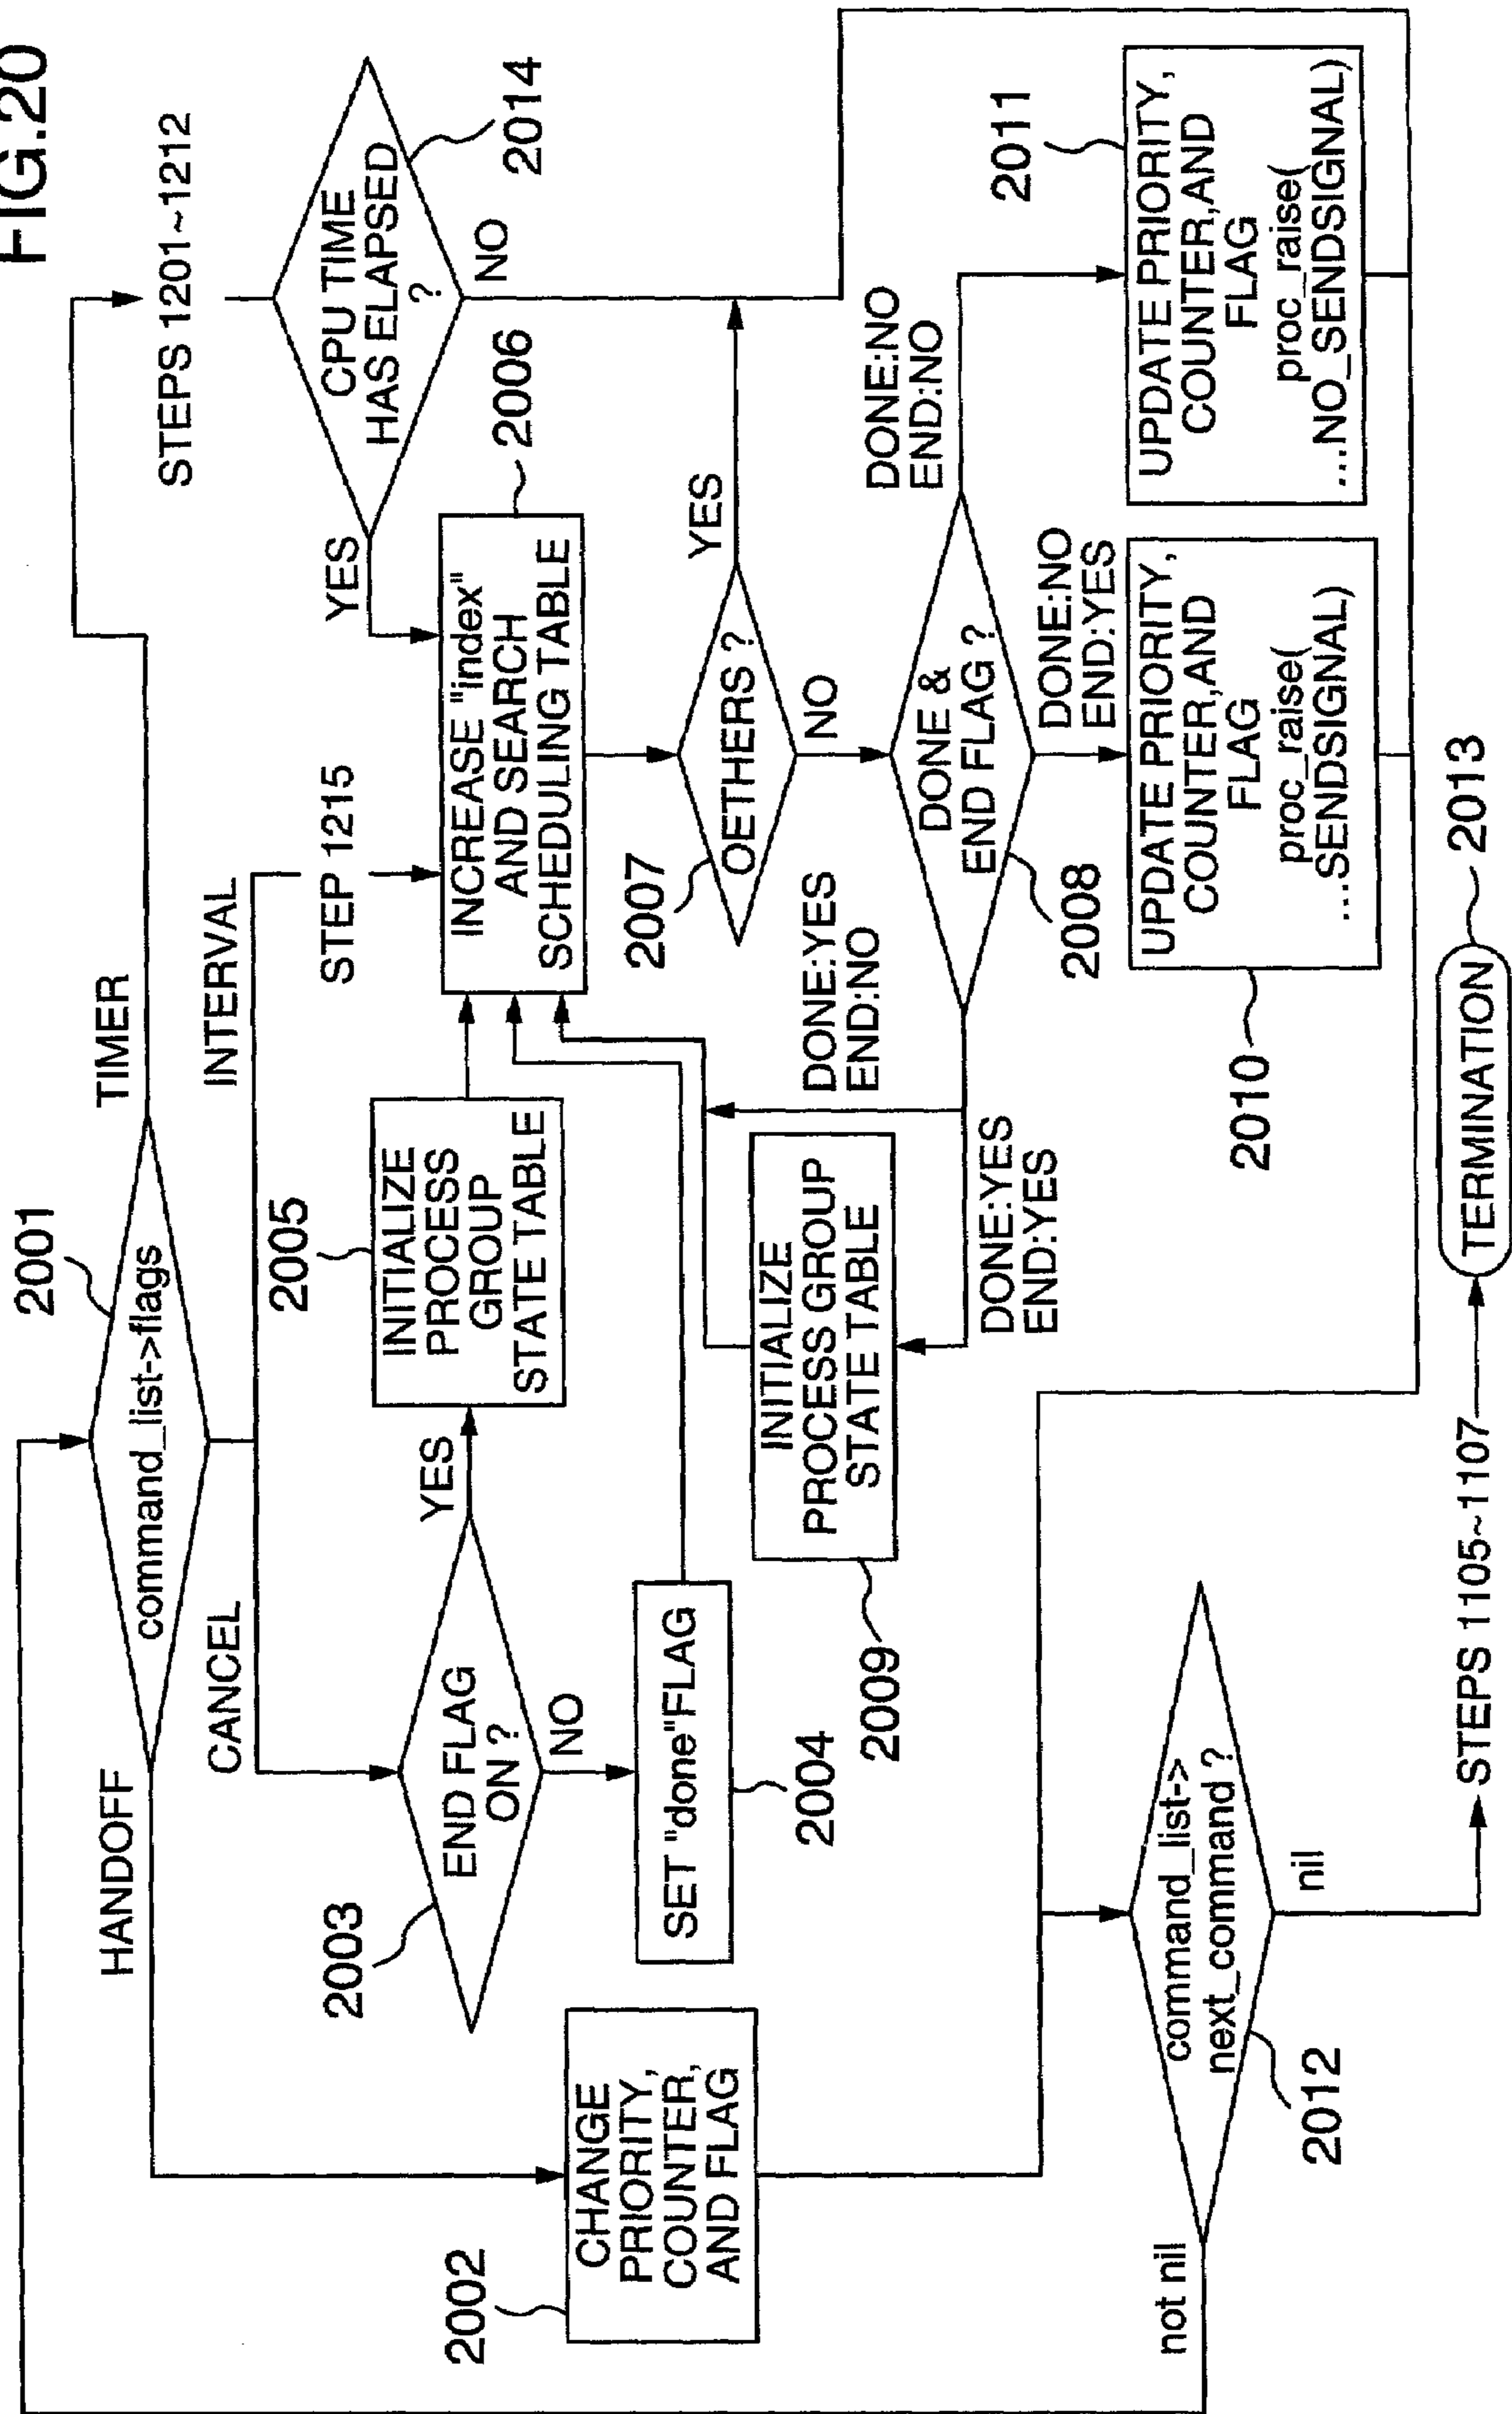 FIG.20
2001
command_list->flags
HANDOFF
CANCEL
INTERVAL
TIMER
STEPS 1201~1212
CPU TIME
HAS ELAPSED
?
2014
YES
NO
2002
CHANGE
PRIORITY,
COUNTER,
AND FLAG
2003
END FLAG
ON ?
YES
NO
2004
SET "done"FLAG
2005
INITIALIZE
PROCESS
GROUP
STATE TABLE
STEP 1215
2006
INCREASE "index"
AND SEARCH
SCHEDULING TABLE
2007
OETHERS ?
YES
NO
2008
DONE &
END FLAG ?
DONE:YES
END:NO
DONE:YES
END:YES
DONE:NO
END:YES
DONE:NO
END:NO
2009
INITIALIZE
PROCESS GROUP
STATE TABLE
2010
UPDATE PRIORITY,
COUNTER,AND
FLAG
proc_raise(
....SENDSIGNAL)
2011
UPDATE PRIORITY,
COUNTER,AND
FLAG
proc_raise(
...NO_SENDSIGNAL)
2012
command_list->
next_command ?
not nil
nil
STEPS 1105~1107
TERMINATION
2013